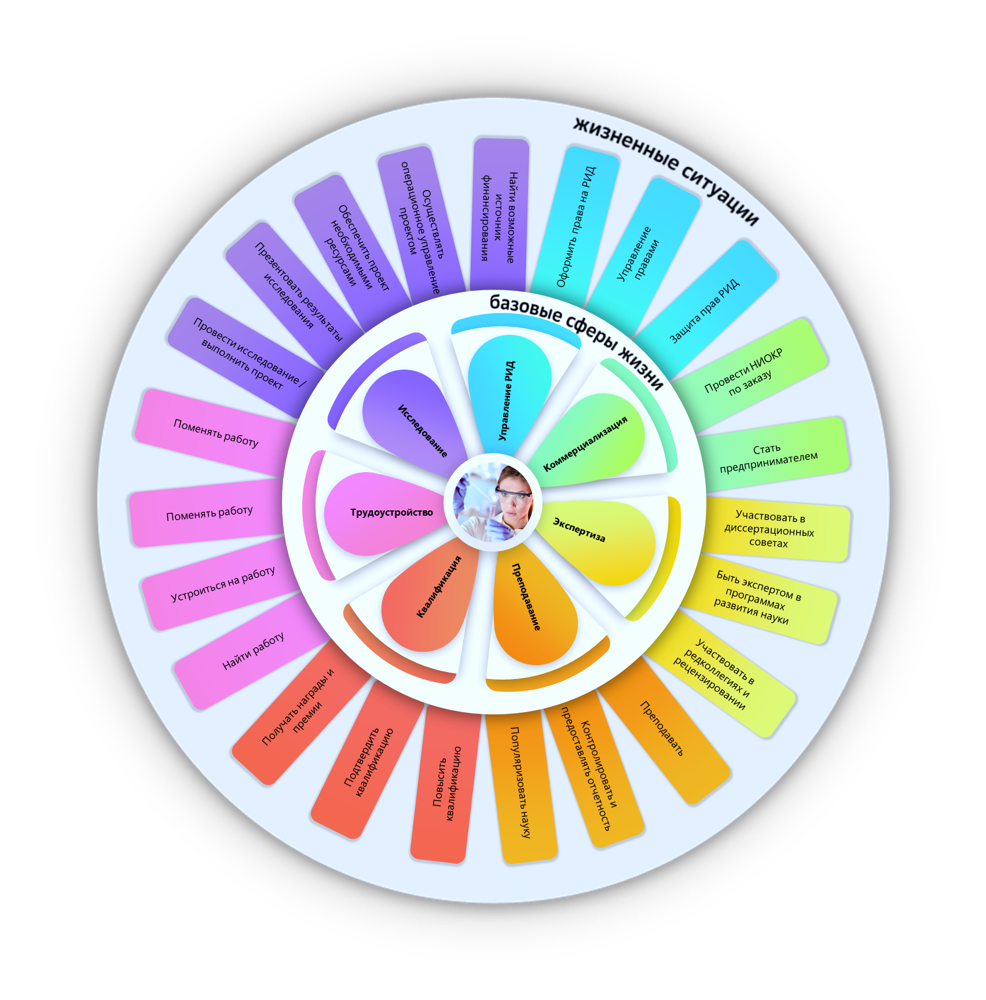 жизненные ситуации
базовые сферы жизни
Управление РИД
Коммерциализация
Экспертиза
Преподавание
Квалификация
Трудоустройство
Исследование
Оформить права на РИД
Управление
правами
Защита прав РИД
Провести НИОКР
по заказу
Стать
предпринимателем
Участвовать в
диссертационных
советах
Быть экспертом в
программах
развития науки
Участвовать в
редколлегиях и
рецензировании
Преподавать
Контролировать и
предоставлять отчетность
Популяризовать науку
Повысить
квалификацию
Подтвердить
квалификацию
Получать награды и
премии
Найти работу
Устроиться на работу
Поменять работу
Поменять работу
Провести исследование /
выполнить проект
Презентовать результаты
исследования
Обеспечить проект
необходимыми
ресурсами
Осуществлять
операционное управление
проектом
Найти возможные
источник
финансирования